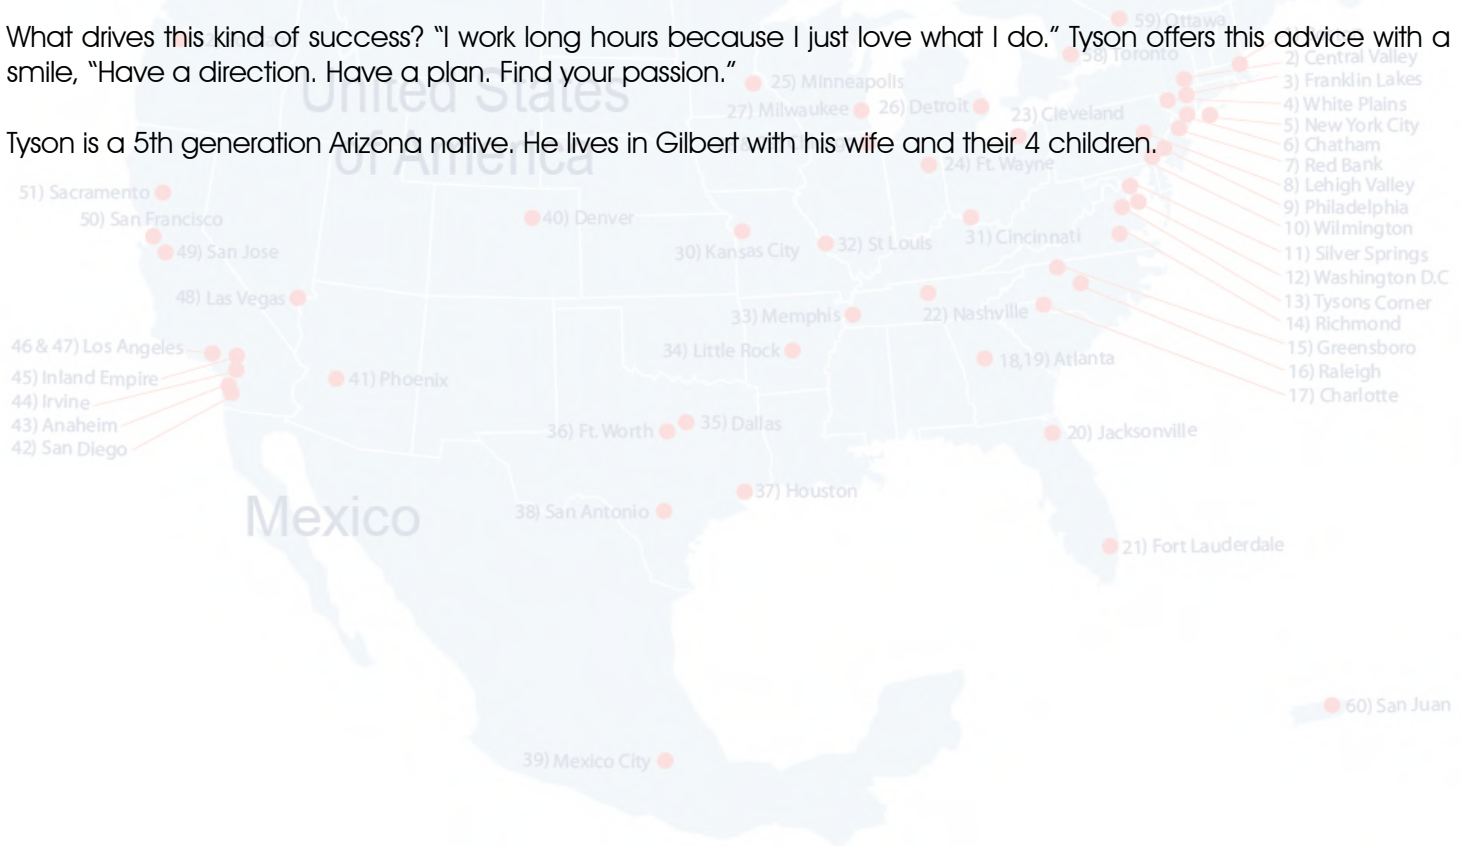 What drives this kind of success? “I work long hours because I just love what I do.” Tyson offers this advice with a
smile, “Have a direction. Have a plan. Find your passion.”
Tyson is a 5th generation Arizona native. He lives in Gilbert with his wife and their 4 children.
59) Ottawa
58) Toronto
United States
of America
25) Minneapolis
27) Milwaukee
26) Detroit
23) Cleveland
24) Ft. Wayne
2) Central Valley
3) Franklin Lakes
4) White Plains
5) New York City
6) Chatham
7) Red Bank
8) Lehigh Valley
9) Philadelphia
10) Wilmington
11) Silver Springs
12) Washington D.C
13) Tysons Corner
14) Richmond
15) Greensboro
16) Raleigh
17) Charlotte
51) Sacramento
50) San Francisco
49) San Jose
40) Denver
30) Kansas City
32) St Louis
31) Cincinnati
48) Las Vegas
33) Memphis
22) Nashville
46 & 47) Los Angeles
34) Little Rock
18,19) Atlanta
45) Inland Empire
41) Phoenix
44) Irvine
43) Anaheim
42) San Diego
36) Ft. Worth
35) Dallas
20) Jacksonville
Mexico
37) Houston
38) San Antonio
21) Fort Lauderdale
60) San Juan
39) Mexico City